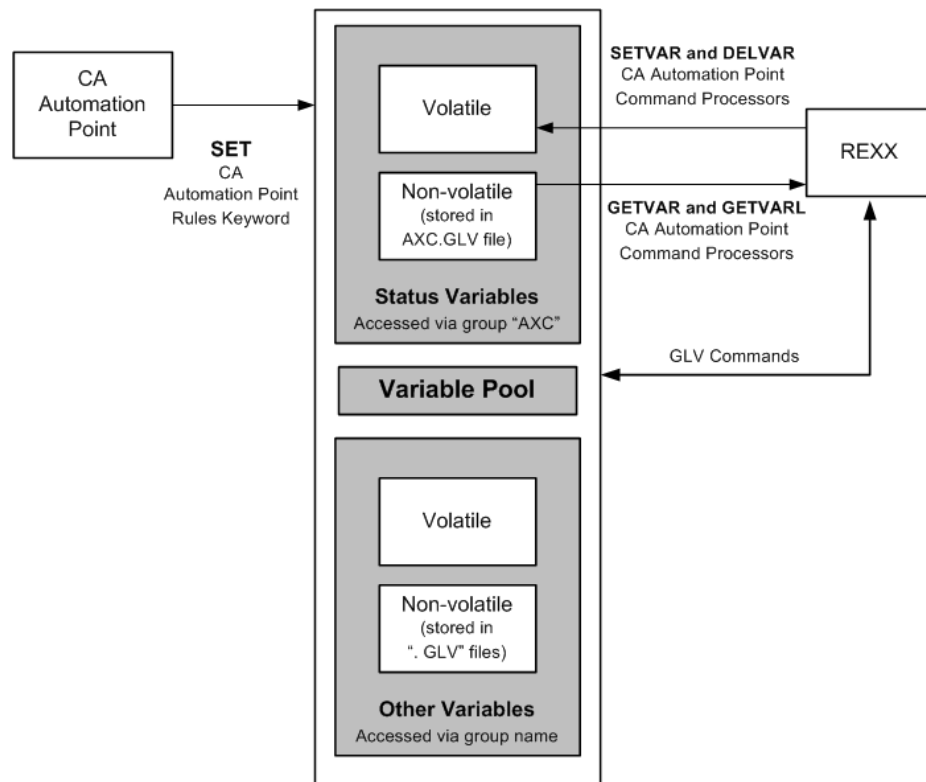 CA
Automation
Point
SET
CA
Automation Point
Rules Keyword
Volatile
Non-volatile
(stored in
AXC.GLV file)
Status Variables
Accessed via group “AXC”
SETVAR and DELVAR
CA Automation Point
Command Processors
REXX
GETVAR and GETVARL
CA Automation Point
Command Processors
GLV Commands
Variable Pool
Volatile
Non-volatile
(stored in
“. GLV” files)
Other Variables
Accessed via group name